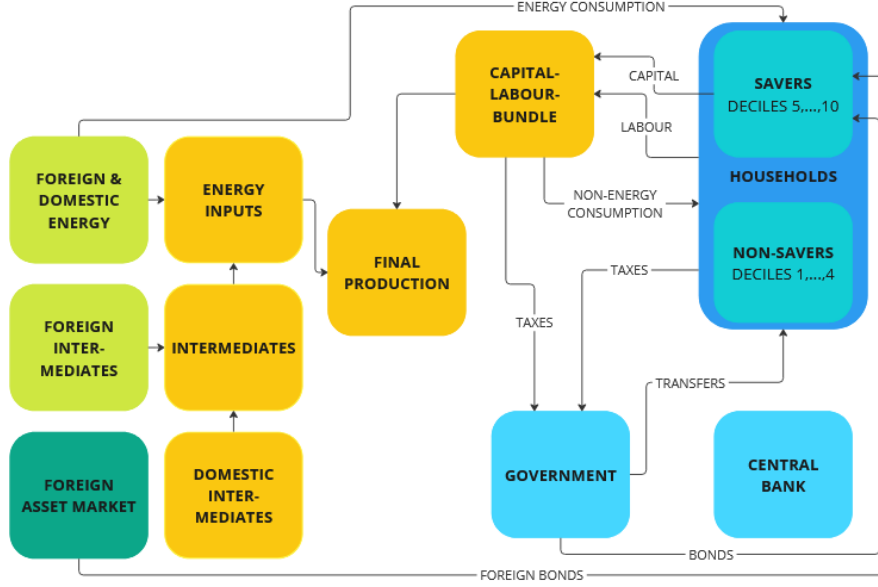 ENERGY CONSUMPTION
CAPITAL-
LABOUR-
BUNDLE
CAPITAL
LABOUR
SAVERS
DECILES 5,...,10
HOUSEHOLDS
FOREIGN &
DOMESTIC
ENERGY
ENERGY
INPUTS
NON-ENERGY
CONSUMPTION
FINAL
PRODUCTION
NON-SAVERS
DECILES 1,...,4
TAXES
FOREIGN
INTER-
MEDIATES
INTERMEDIATES
TAXES
TRANSFERS
FOREIGN
ASSET MARKET
DOMESTIC
INTER-
MEDIATES
GOVERNMENT
CENTRAL
BANK
BONDS
FOREIGN BONDS